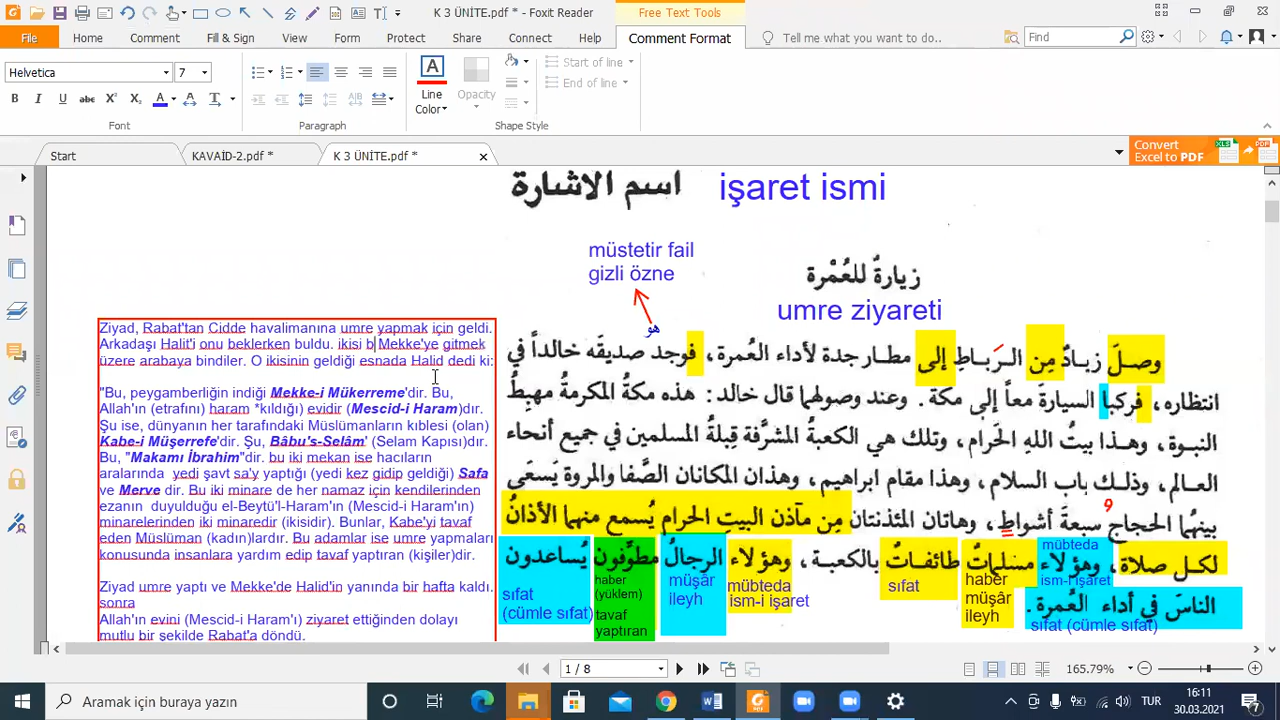 K 3 ÜNİTE.pdf * - Foxit Reader
Free Text Tools
File Home Comment Fill & Sign View Form Protect Share Connect Help Comment Format Tell me what you want to do.. Find
Helvetica 7
Start of line
End of line
Line Color
Opacity
Font Paragraph Shape Style
Start KAVAİD-2.pdf * K 3 ÜNİTE.pdf *
Convert Excel to PDF
اسم الاشارة işaret ismi
müstetir fail
gizli özne
زيارةٌ للعُمْرة
umre ziyareti
هو
Ziyad, Rabat'tan Cidde havalimanına umre yapmak için geldi.
Arkadaşı Halit'i onu beklerken buldu. ikisi b Mekke'ye gitmek
üzere arabaya bindiler. O ikisinin geldiği esnada Halid dedi ki:
"Bu, peygamberliğin indiği Mekke-i Mükerreme'dir. Bu,
Allah'ın (etrafını) haram *kıldığı) evidir (Mescid-i Haram)dır.
Şu ise, dünyanın her tarafındaki Müslümanların kıblesi (olan)
Kabe-i Müşerrefe'dir. Şu, Bâbu's-Selâm' (Selam Kapısı)dır.
Bu, "Makamı İbrahim"dir. bu iki mekan ise hacıların
aralarında yedi şavt sa'y yaptığı (yedi kez gidip geldiği) Safa
ve Merve dir. Bu iki minare de her namaz için kendilerinden
ezanın duyulduğu el-Beytü'l-Haram'ın (Mescid-i Haram'ın)
minarelerinden iki minaredir (ikisidir). Bunlar, Kabe'yi tavaf
eden Müslüman (kadın)lardır. Bu adamlar ise umre yapmaları
konusunda insanlara yardım edip tavaf yaptıran (kişiler)dir.
Ziyad umre yaptı ve Mekke'de Halid'in yanında bir hafta kaldı.
sonra
Allah'ın evini (Mescid-i Haram'ı) ziyaret ettiğinden dolayı
mutlu bir şekilde Rabat'a döndü.
وصلَ زيادٌ مِن الرَباطِ إلى مطار جدة لأداء العُمرة، فوجد صديقَه خالداً في
انتظاره، فركبا السيارةَ معاً إلى مكة. وعند وصولهما قال خالد: هذه مكةُ المكرمةُ مهبِطُ
النبوة، وهذا بيتُ اللهِ الحَرام، وتلك هي الكعبةُ المشرَّفة قِبلةُ المسلمين في جميع أنحاء
العالم، وذلك باب السلام، وهذا مقام ابراهيم، وهذان المكانان الصَّفا والمروة يَسعَى
بينهُما الحجاج سبعةَ أشواطٍ، وهاتان المئذنتان مِن مآذن البيتِ الحرام يُسمع منهما الأذانُ
و
لكل صلاة، وهؤلاء مسلماتٌ طائفاتٌ بالكعبة، وهؤلاء الرجالُ مطوِّفون يُساعدون
mübteda
ism-i işaret
haber
müşâr
ileyh
sıfat
mübteda
ism-i işaret
müşâr
ileyh
haber
(yüklem)
tavaf
yaptıran
sıfat
(cümle sıfat)
الناسَ في أداء العُمرة.
sıfat (cümle sıfat)
1 / 8 165.79%
Aramak için buraya yazın
TUR 16:11
30.03.2021
7